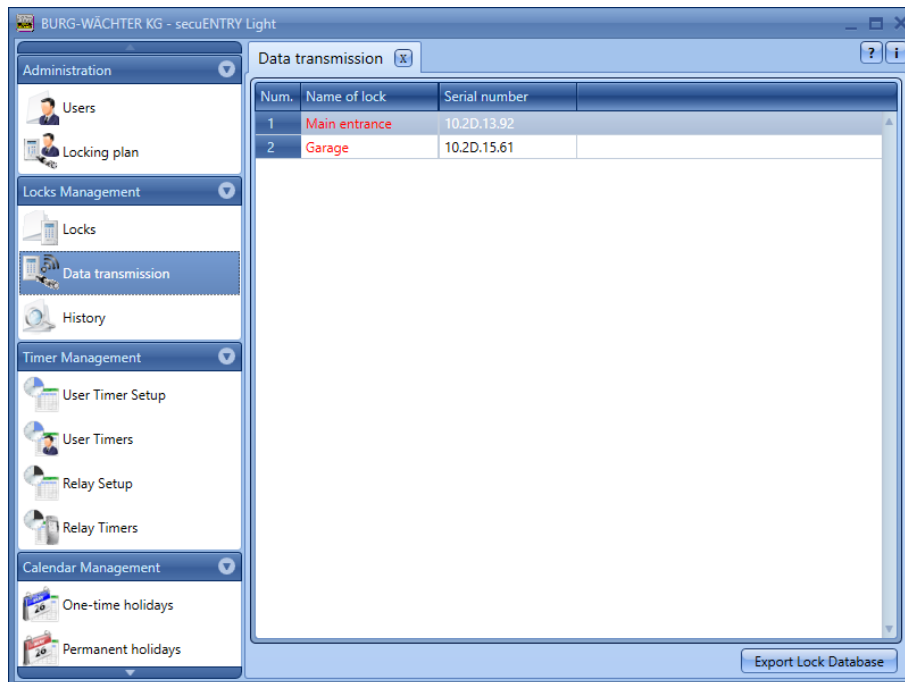 BURG-WÄCHTER KG - secuENTRY Light
Administration
Users
Locking plan
Locks Management
Locks
Data transmission
History
Timer Management
User Timer Setup
User Timers
Relay Setup
Relay Timers
Calendar Management
One-time holidays
Permanent holidays
Data transmission x
? i
Num. Name of lock Serial number
1 Main entrance 10.2D.13.92
2 Garage 10.2D.15.61
Export Lock Database